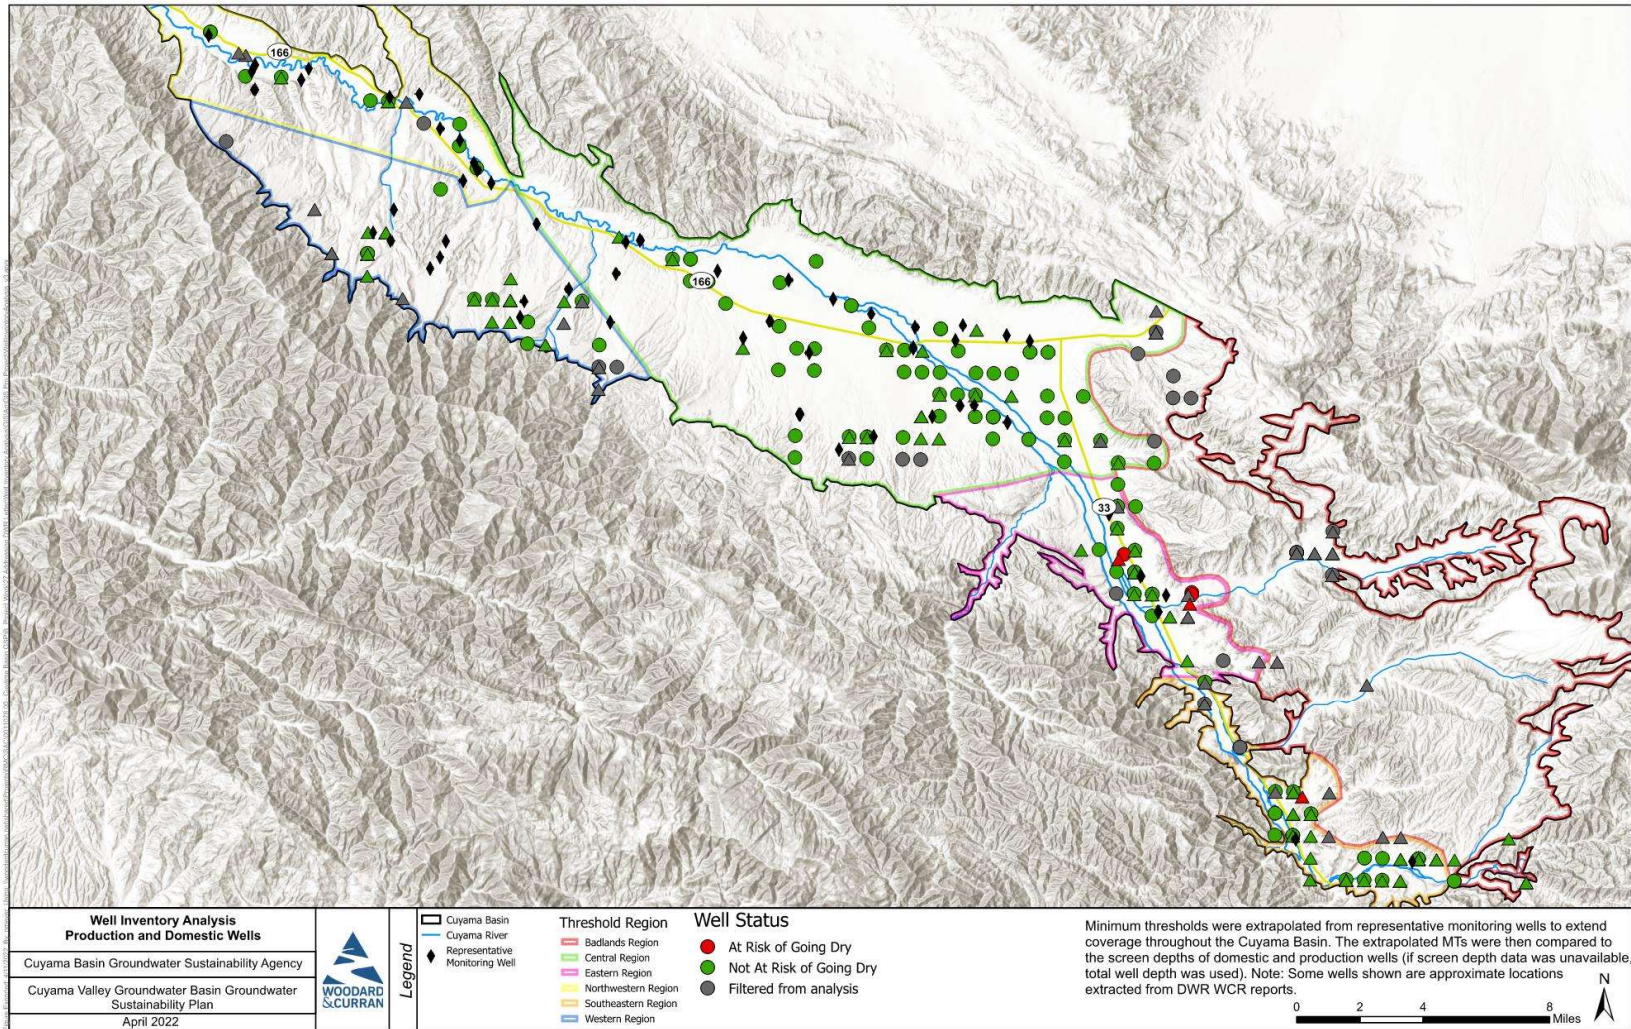 166
166
33
Well Inventory Analysis
Production and Domestic Wells
Cuyama Basin Groundwater Sustainability Agency
Cuyama Valley Groundwater Basin Groundwater
Sustainability Plan
April 2022
WOODARD
&CURRAN
Legend
Cuyama Basin
Cuyama River
Representative
Monitoring Well
Threshold Region
Badlands Region
Central Region
Eastern Region
Northwestern Region
Southeastern Region
Western Region
Well Status
At Risk of Going Dry
Not At Risk of Going Dry
Filtered from analysis
Minimum thresholds were extrapolated from representative monitoring wells to extend
coverage throughout the Cuyama Basin. The extrapolated MTs were then compared to
the screen depths of domestic and production wells (if screen depth data was unavailable,
total well depth was used). Note: Some wells shown are approximate locations
extracted from DWR WCR reports.
N
0 2 4 8
Miles